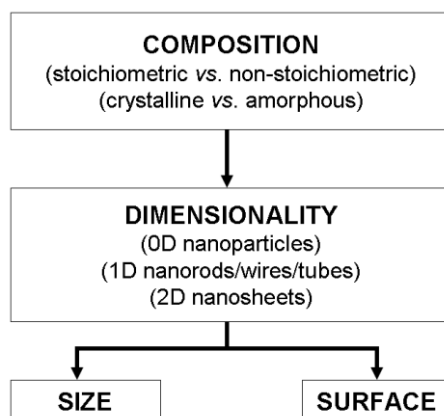 COMPOSITION
(stoichiometric vs. non-stoichiometric)
(crystalline vs. amorphous)
DIMENSIONALITY
(0D nanoparticles)
(1D nanorods/wires/tubes)
(2D nanosheets)
SIZE
SURFACE